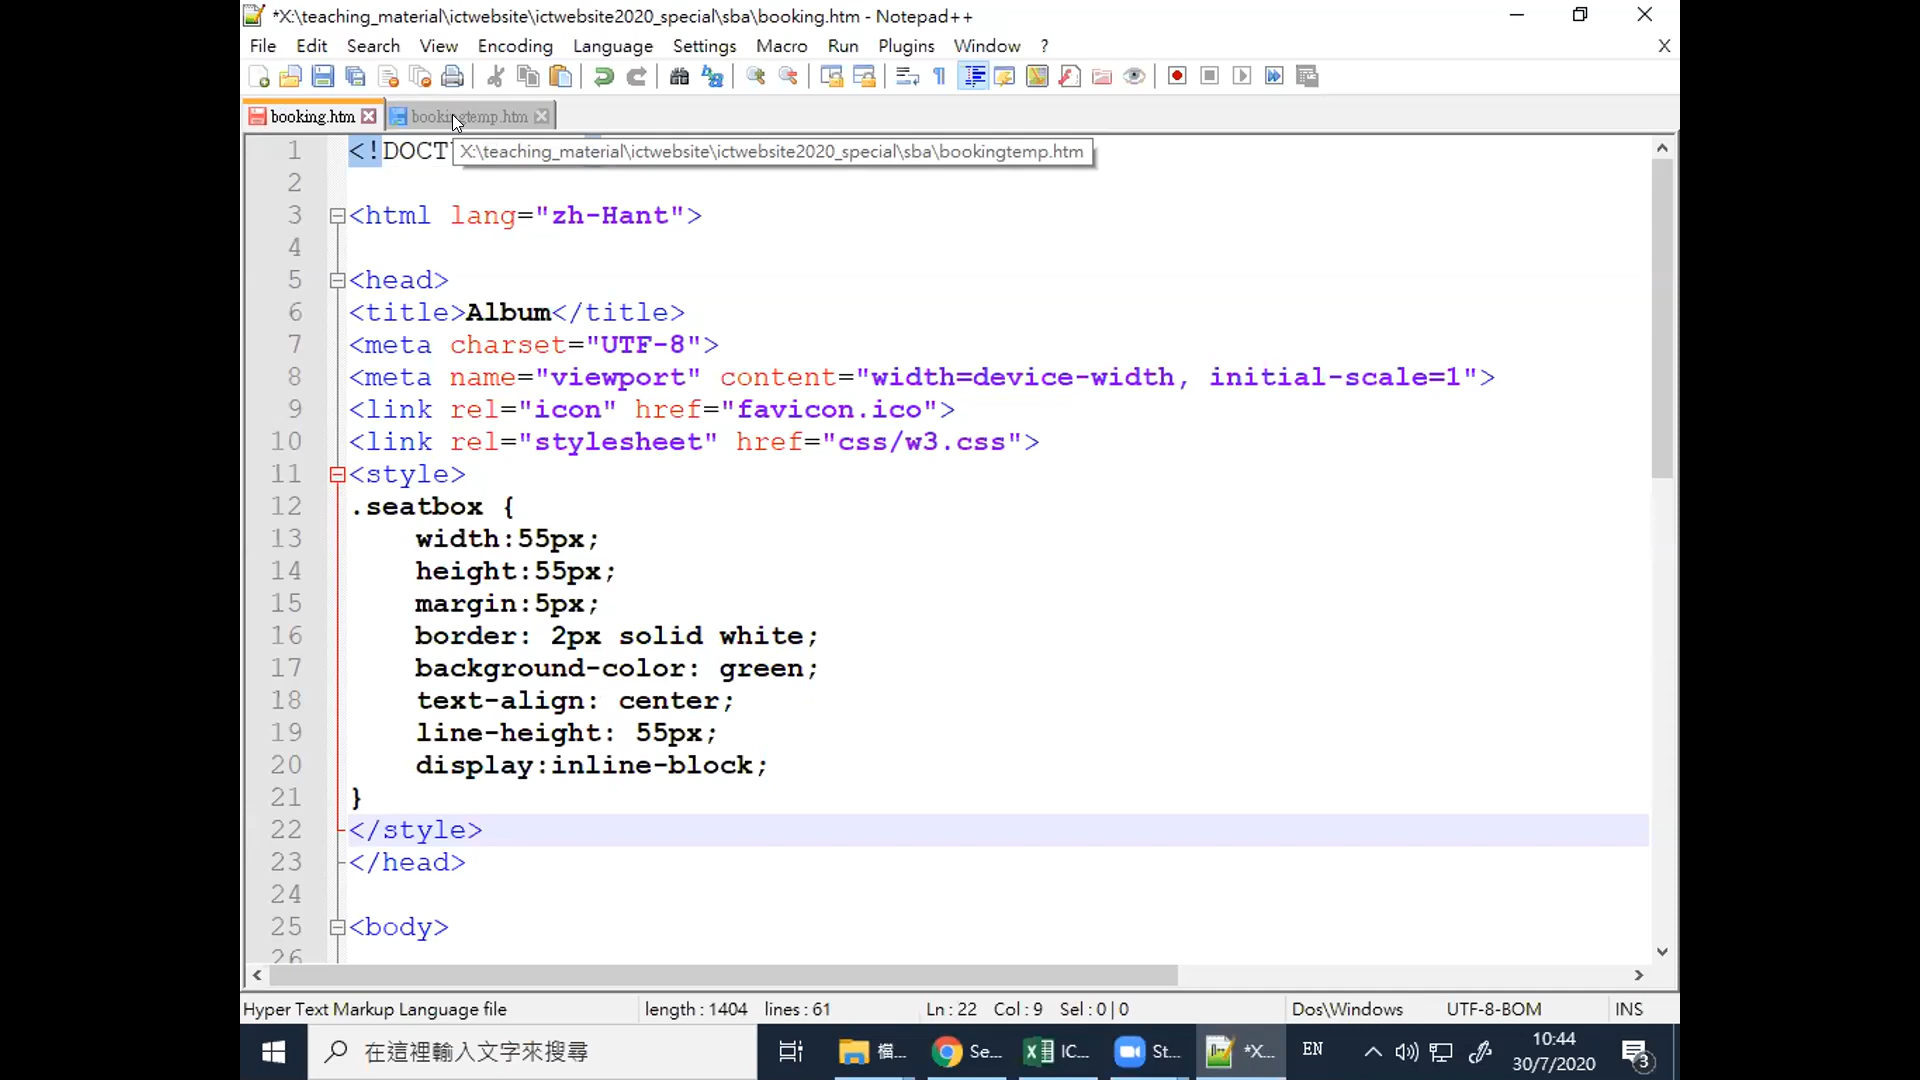 *X:\teaching_material\ictwebsite\ictwebsite2020_special\sba\booking.htm - Notepad++
File Edit Search View Encoding Language Settings Macro Run Plugins Window ? X
booking.htm bookingtemp.htm
X:\teaching_material\ictwebsite\ictwebsite2020_special\sba\bookingtemp.htm
1 <!DOCT
2
3 <html lang="zh-Hant">
4
5 <head>
6 <title>Album</title>
7 <meta charset="UTF-8">
8 <meta name="viewport" content="width=device-width, initial-scale=1">
9 <link rel="icon" href="favicon.ico">
10 <link rel="stylesheet" href="css/w3.css">
11 <style>
12 .seatbox {
13 width:55px;
14 height:55px;
15 margin:5px;
16 border: 2px solid white;
17 background-color: green;
18 text-align: center;
19 line-height: 55px;
20 display:inline-block;
21 }
22 </style>
23 </head>
24
25 <body>
26
Hyper Text Markup Language file length : 1404 lines : 61 Ln : 22 Col : 9 Sel : 0 | 0 Dos\Windows UTF-8-BOM INS
在這裡輸入文字來搜尋 檔... Se... IC... St... *X... EN 10:44
30/7/2020 3